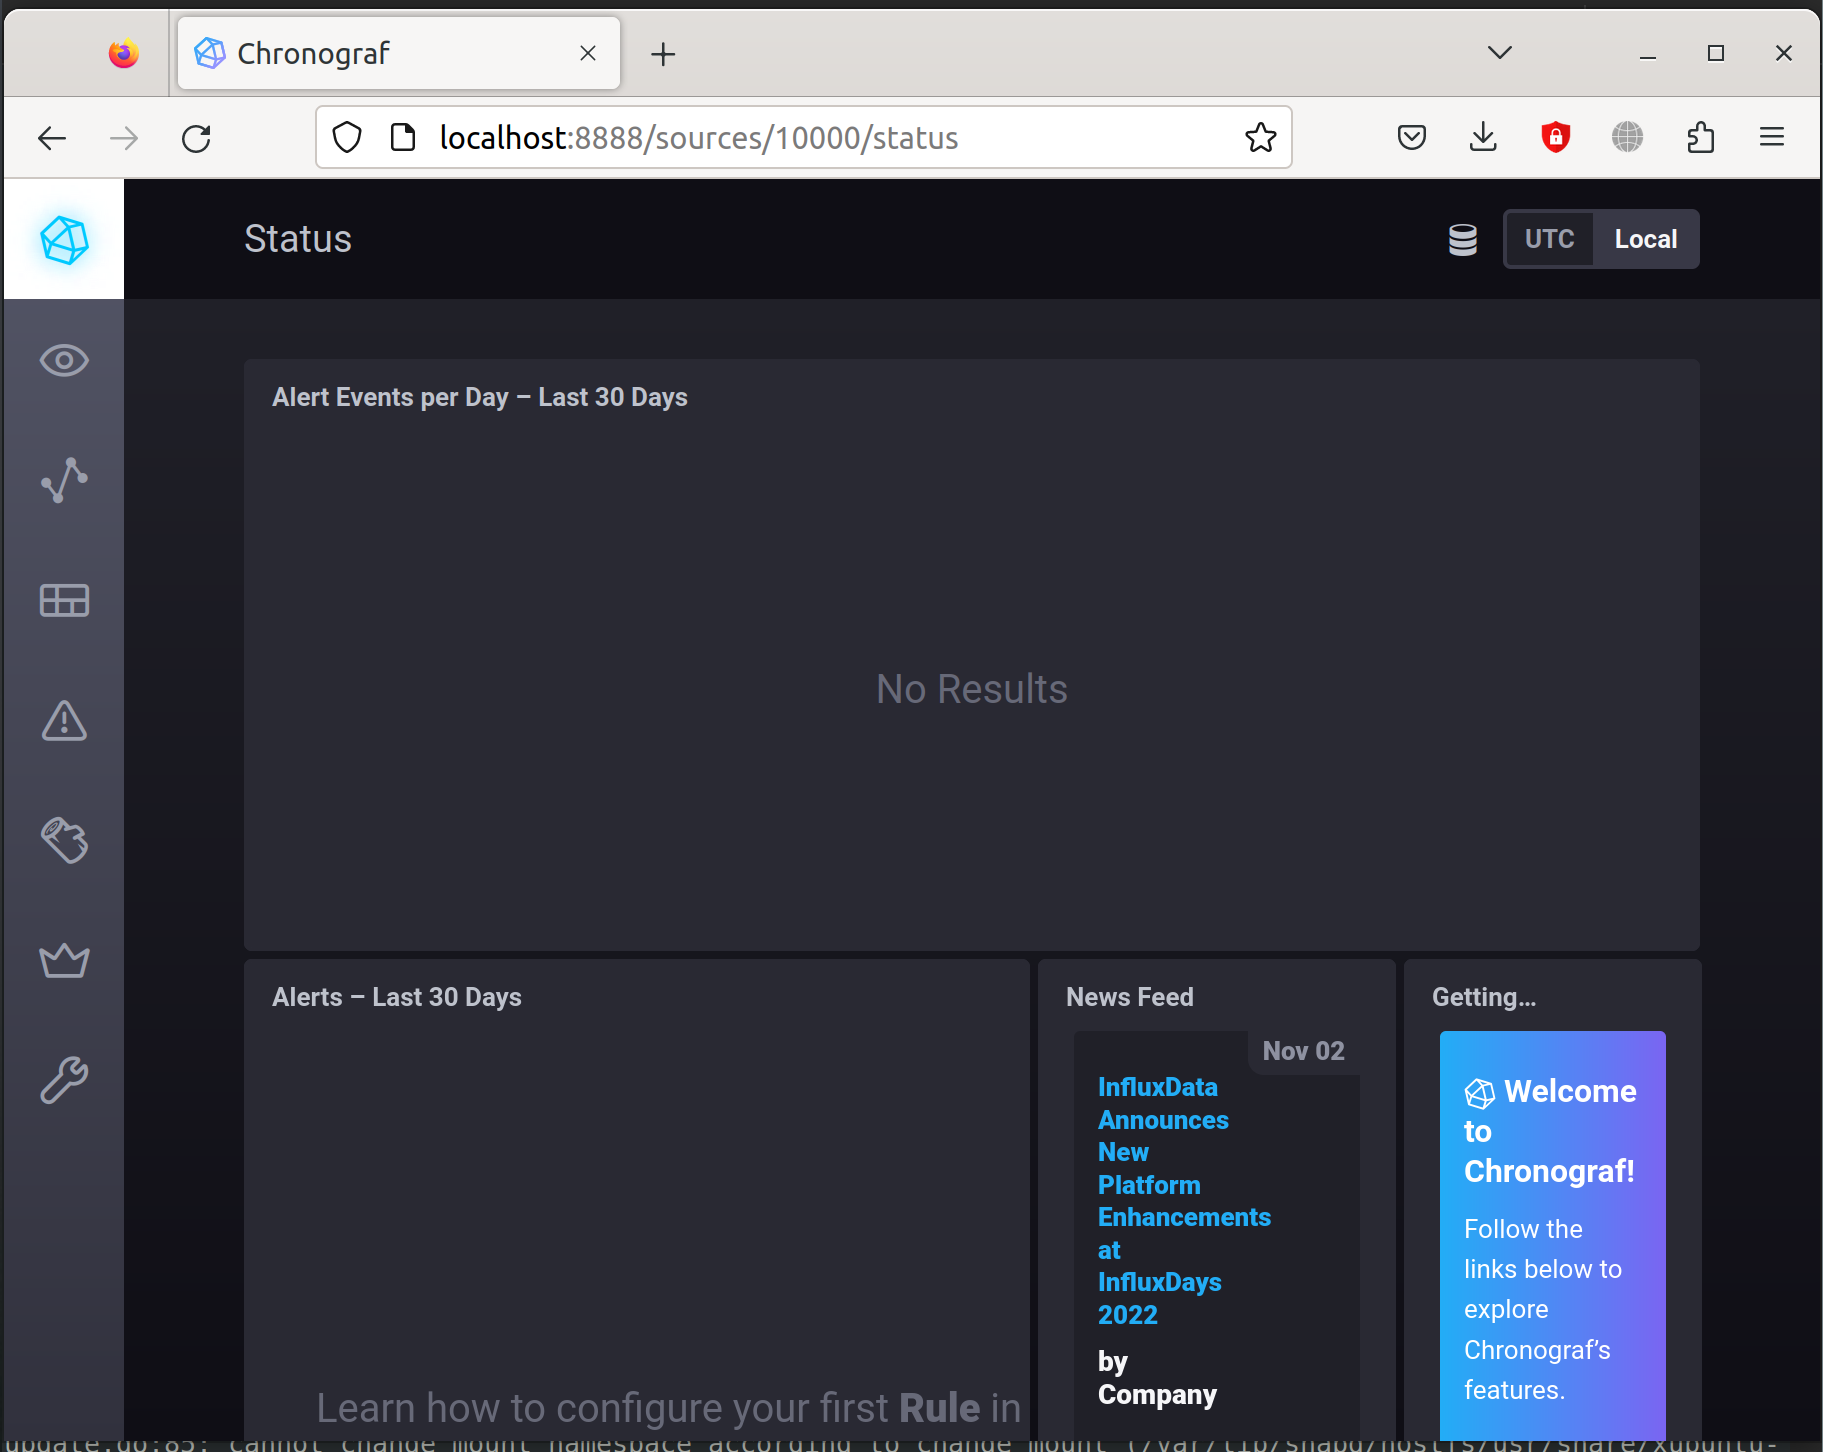 Chronograf
localhost:8888/sources/10000/status
Status
UTC Local
Alert Events per Day – Last 30 Days
No Results
Alerts – Last 30 Days
Learn how to configure your first Rule in
News Feed
Nov 02
InfluxData
Announces
New
Platform
Enhancements
at
InfluxDays
2022
by
Company
Getting...
Welcome
to
Chronograf!
Follow the
links below to
explore
Chronograf’s
features.
update.go:85: cannot change mount namespace according to change mount (/var/lib/snapd/hostfs/usr/share/xubuntu-